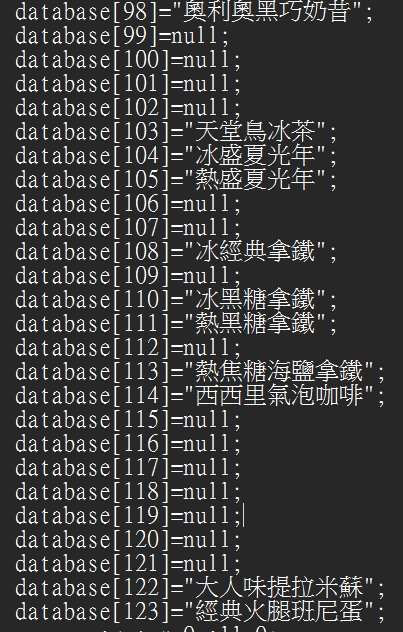 database[98]="奧利奧黑巧奶昔";
database[99]=null;
database[100]=null;
database[101]=null;
database[102]=null;
database[103]="天堂鳥冰茶";
database[104]="冰盛夏光年";
database[105]="熱盛夏光年";
database[106]=null;
database[107]=null;
database[108]="冰經典拿鐵";
database[109]=null;
database[110]="冰黑糖拿鐵";
database[111]="熱黑糖拿鐵";
database[112]=null;
database[113]="熱焦糖海鹽拿鐵";
database[114]="西西里氣泡咖啡";
database[115]=null;
database[116]=null;
database[117]=null;
database[118]=null;
database[119]=null;
database[120]=null;
database[121]=null;
database[122]="大人味提拉米蘇";
database[123]="經典火腿班尼蛋";